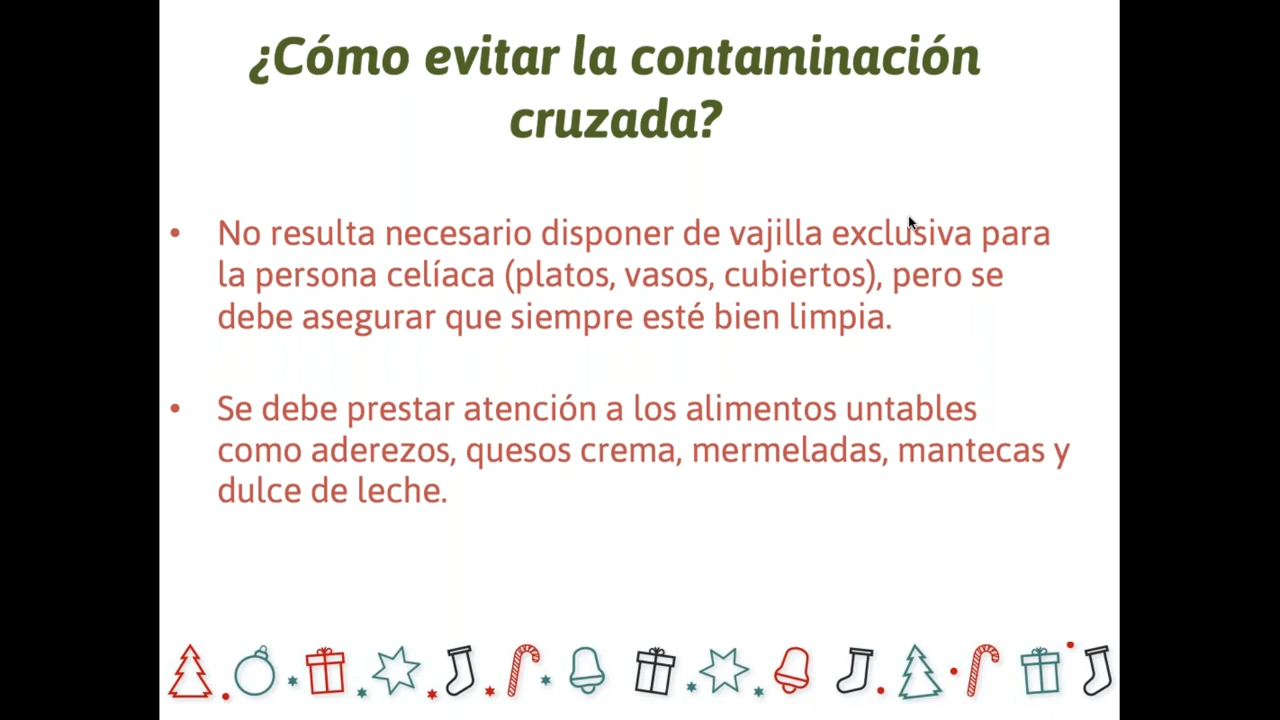 ¿Cómo evitar la contaminación
cruzada?
• No resulta necesario disponer de vajilla exclusiva para
la persona celíaca (platos, vasos, cubiertos), pero se
debe asegurar que siempre esté bien limpia.
• Se debe prestar atención a los alimentos untables
como aderezos, quesos crema, mermeladas, mantecas y
dulce de leche.